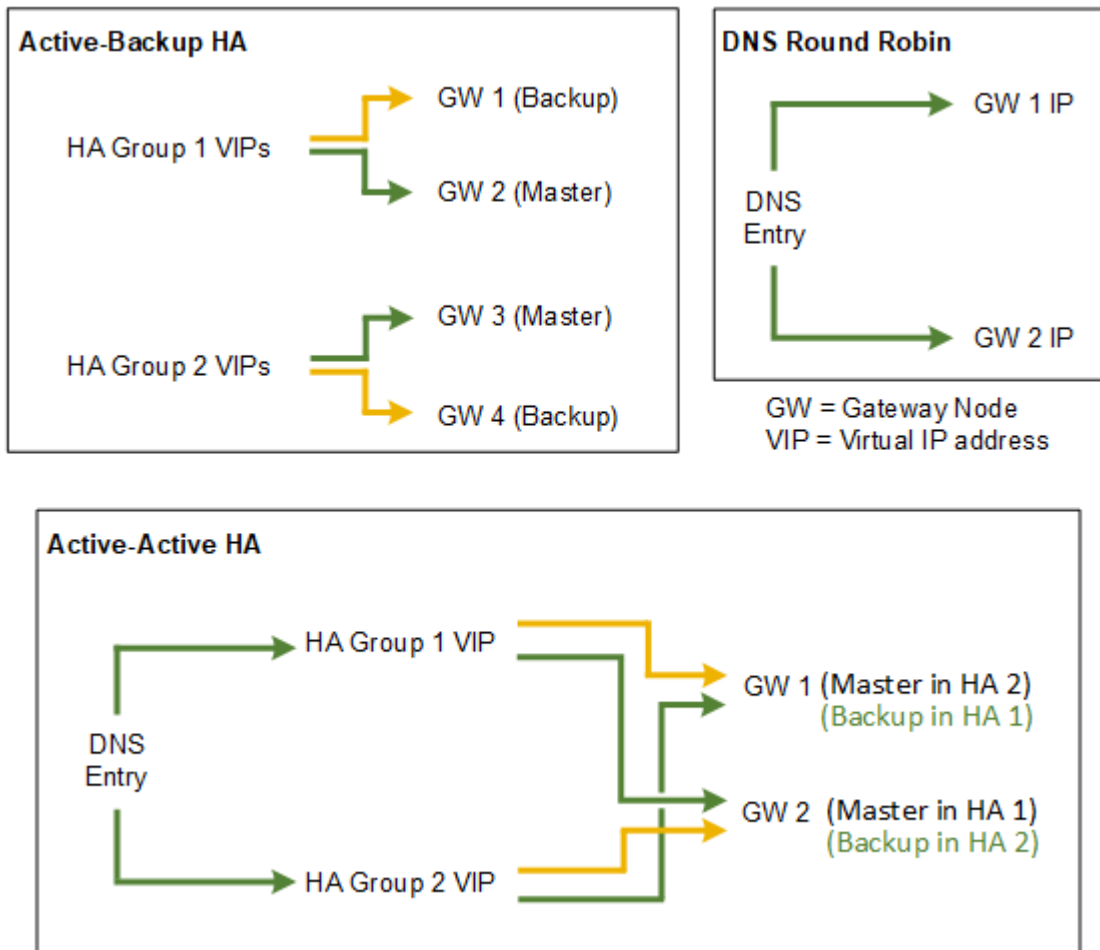 Active-Backup HA
HA Group 1 VIPs
GW 1 (Backup)
GW 2 (Master)
HA Group 2 VIPs
GW 3 (Master)
GW 4 (Backup)
DNS Round Robin
GW 1 IP
DNS
Entry
GW 2 IP
GW = Gateway Node
VIP = Virtual IP address
Active-Active HA
DNS
Entry
HA Group 1 VIP
HA Group 2 VIP
GW 1 (Master in HA 2)
(Backup in HA 1)
GW 2 (Master in HA 1)
(Backup in HA 2)